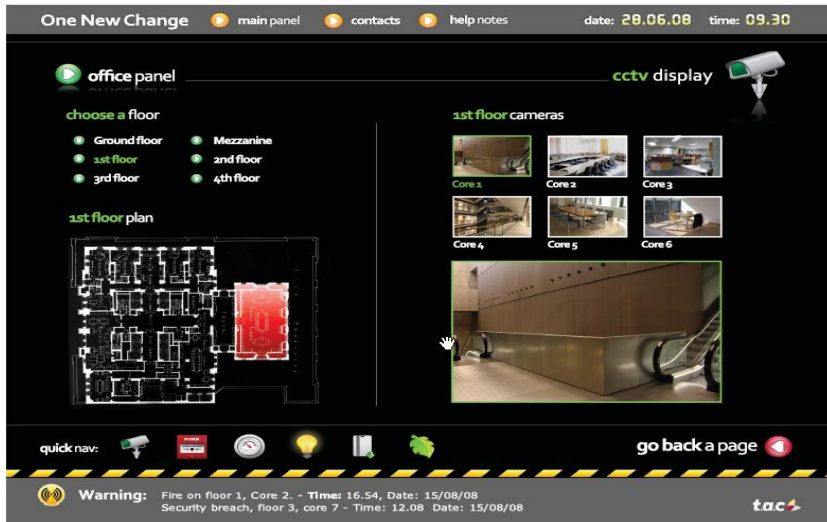 One New Change main panel contacts help notes date: 28.06.08 time: 09.30
office panel
cctv display
choose a floor
Ground floor Mezzanine
1st floor 2nd floor
3rd floor 4th floor
1st floor plan
1st floor cameras
Core 1 Core 2 Core 3
Core 4 Core 5 Core 6
quick nav: FIRE go back a page
Warning: Fire on floor 1, Core 2. - Time: 16.54, Date: 15/08/08
Security breach, floor 3, core 7 - Time: 12.08 Date: 15/08/08
tac